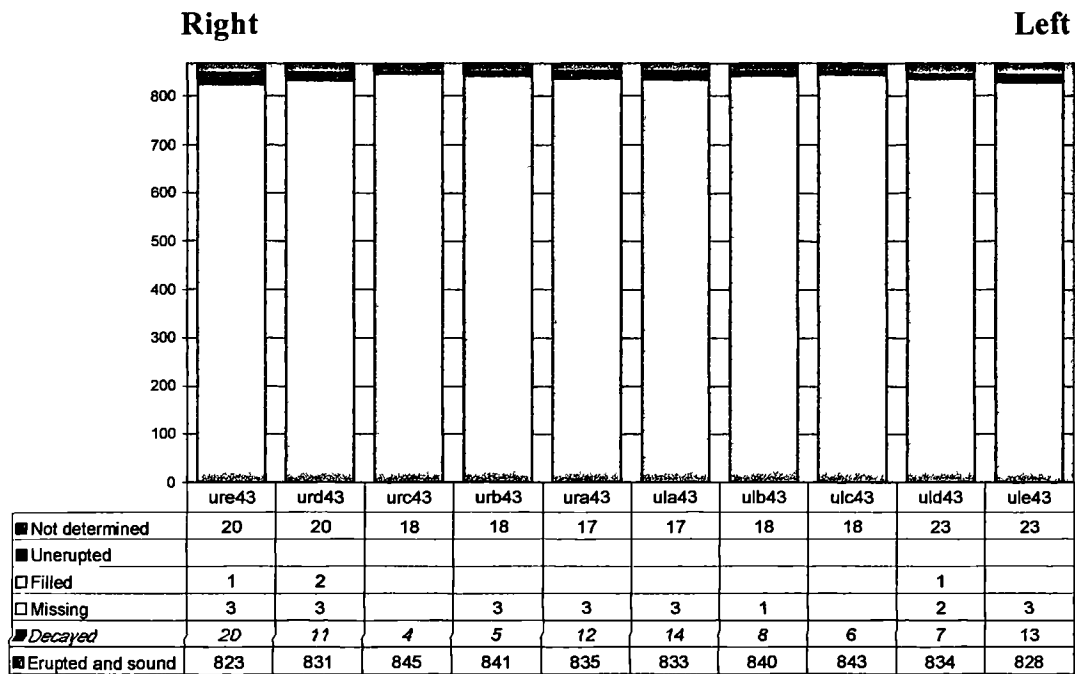 Right Left
800
700
600
500
400
300
200
100
0
ure43 urd43 urc43 urb43 ura43 ula43 ulb43 ulc43 uld43 ule43
Not determined 20 20 18 18 17 17 18 18 23 23
Unerupted
Filled 1 2 1
Missing 3 3 3 3 3 1 2 3
Decayed 20 11 4 5 12 14 8 6 7 13
Erupted and sound 823 831 845 841 835 833 840 843 834 828